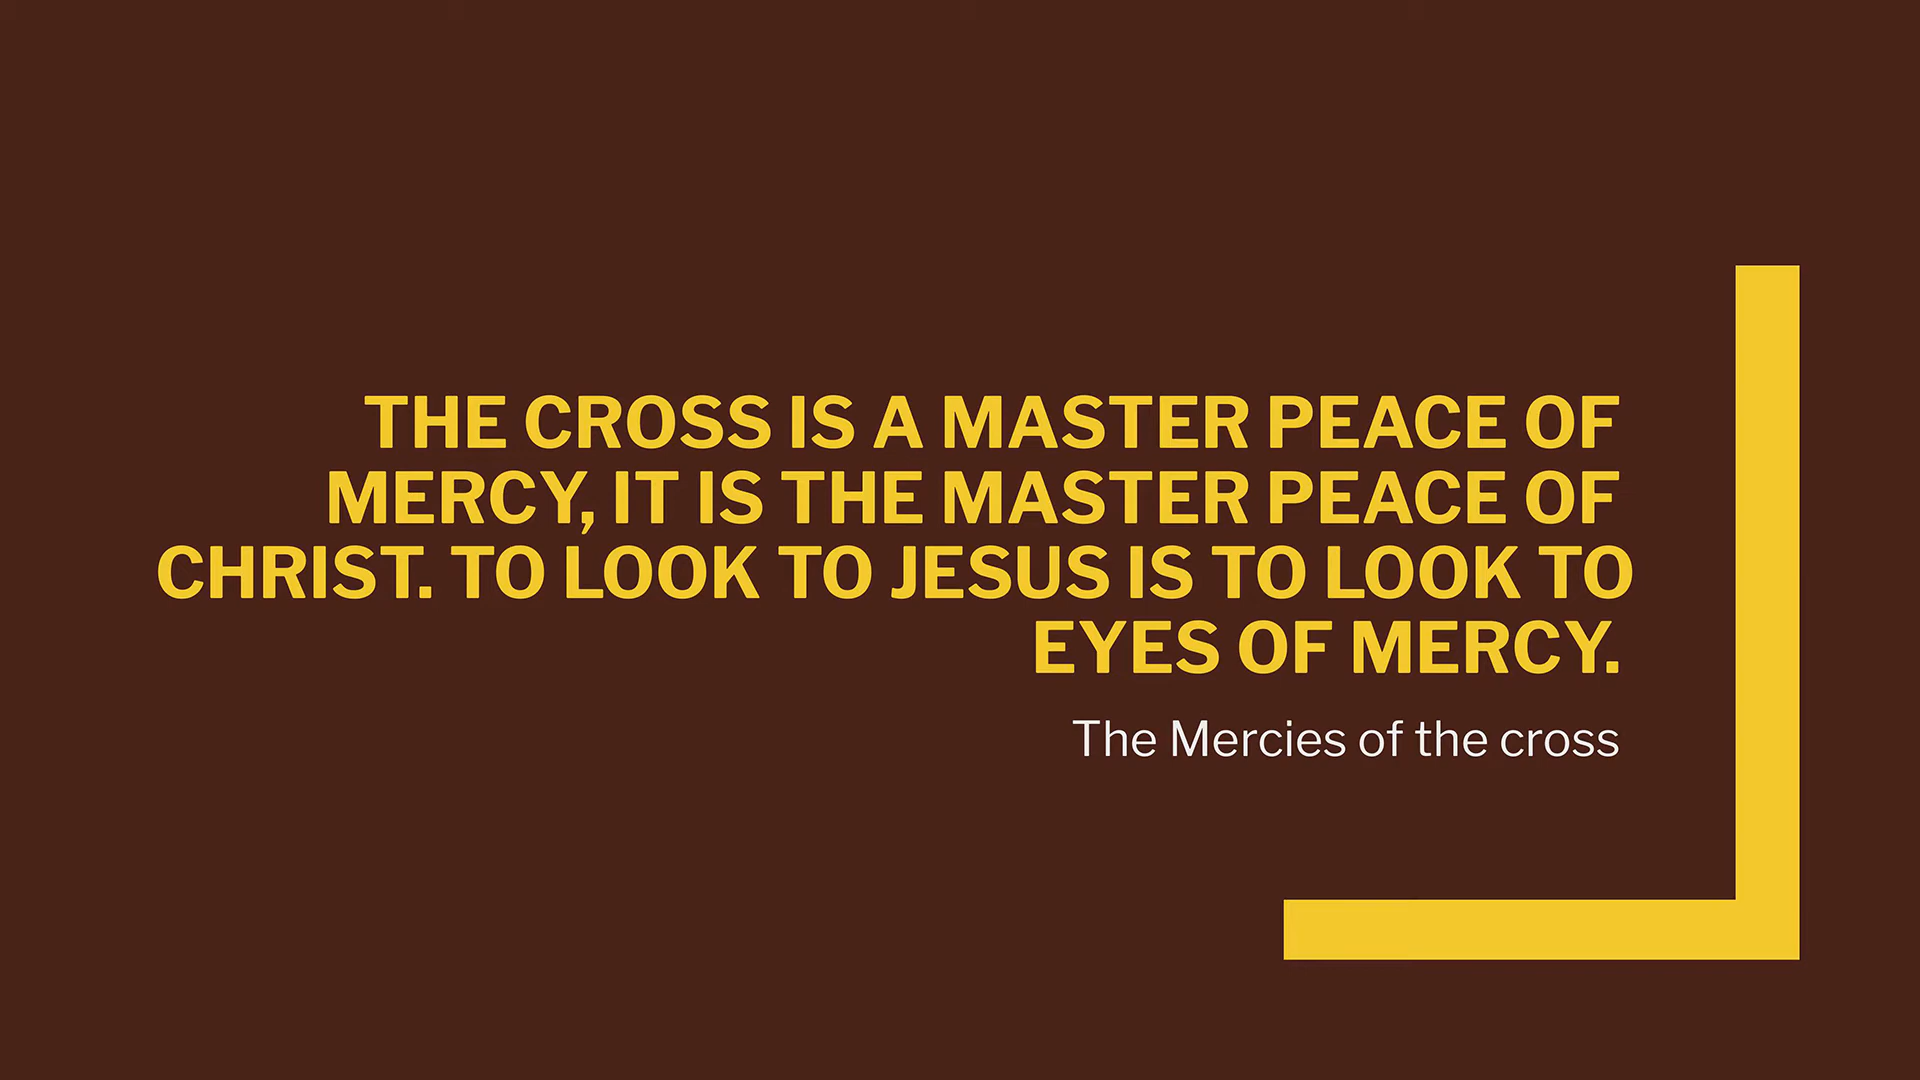 THE CROSS IS A MASTER PEACE OF
MERCY, IT IS THE MASTER PEACE OF
CHRIST. TO LOOK TO JESUS IS TO LOOK TO
EYES OF MERCY.
The Mercies of the cross